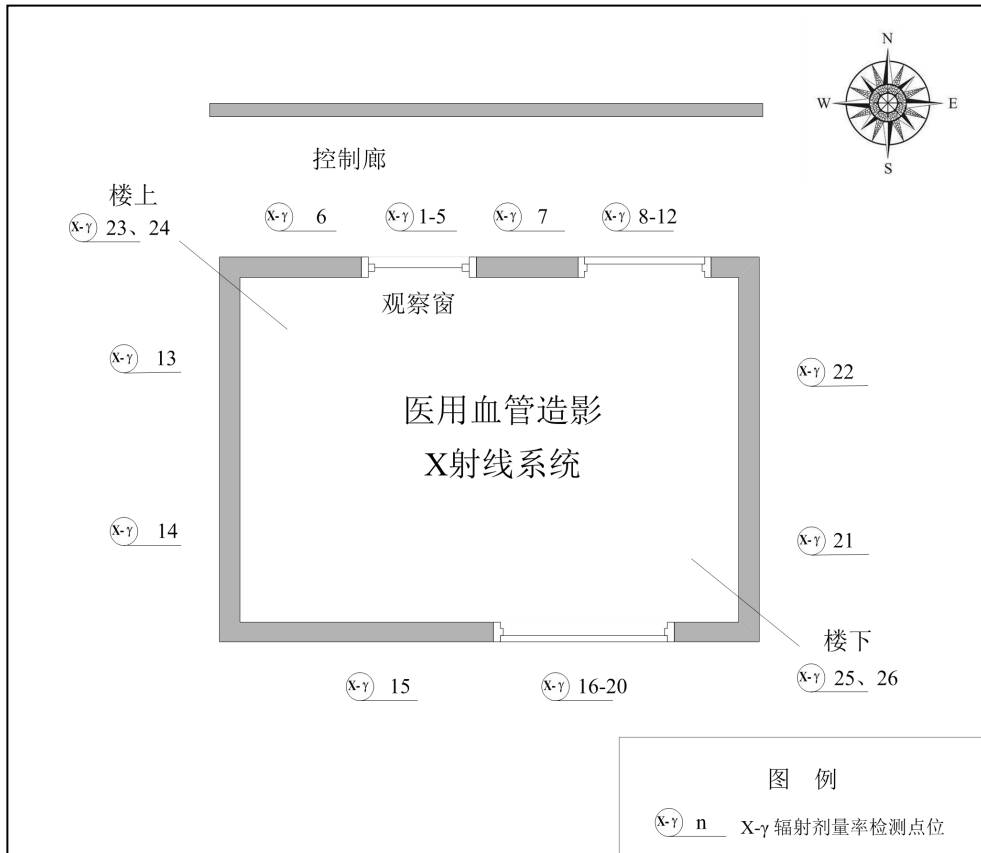 N
W
E
S
控制廊
楼上
X-γ 23、24
X-γ 6
X-γ 1-5
X-γ 7
X-γ 8-12
观察窗
X-γ 13
X-γ 22
医用血管造影
X射线系统
X-γ 14
X-γ 21
楼下
X-γ 25、26
X-γ 15
X-γ 16-20
图 例
X-γ n X-γ 辐射剂量率检测点位